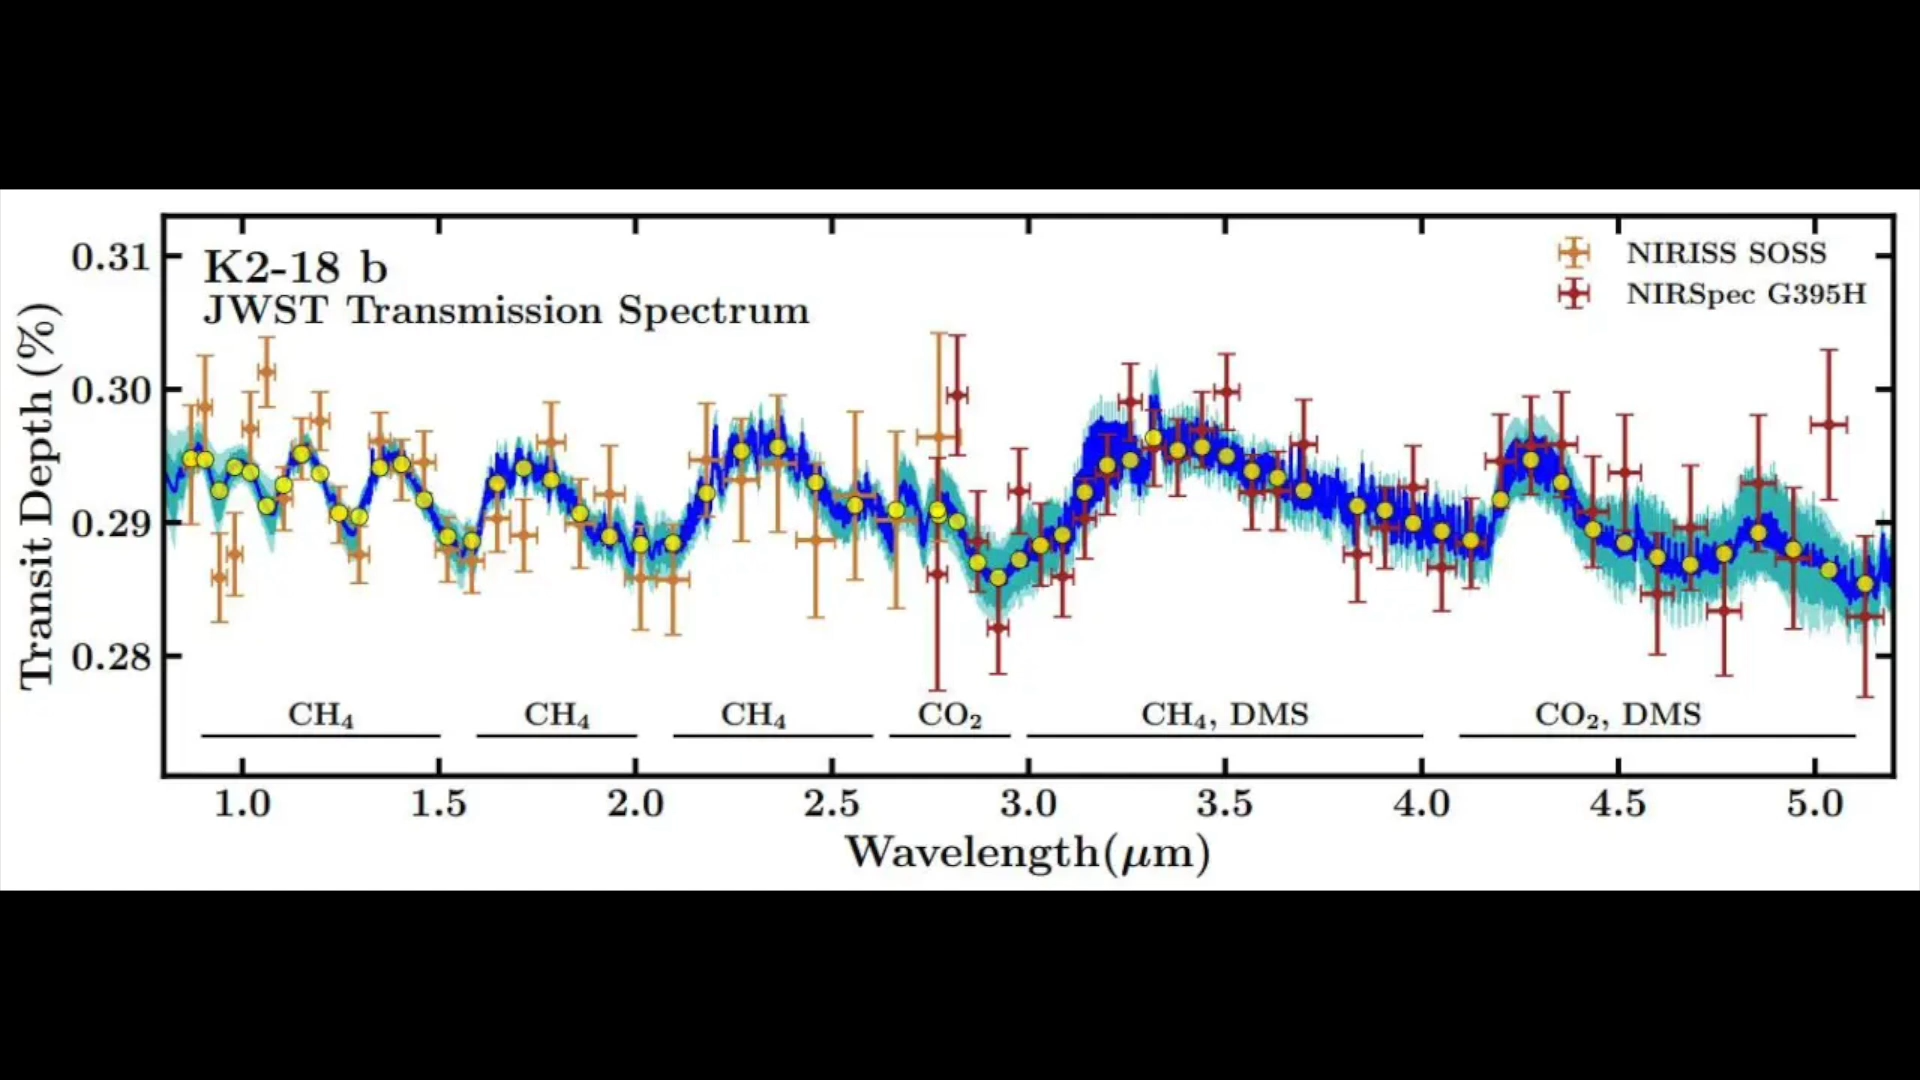 K2-18 b
JWST Transmission Spectrum
NIRISS SOSS
NIRSpec G395H
Transit Depth (%)
0.31
0.30
0.29
0.28
CH₄
CH₄
CH₄
CO₂
CH₄, DMS
CO₂, DMS
1.0 1.5 2.0 2.5 3.0 3.5 4.0 4.5 5.0
Wavelength(μm)